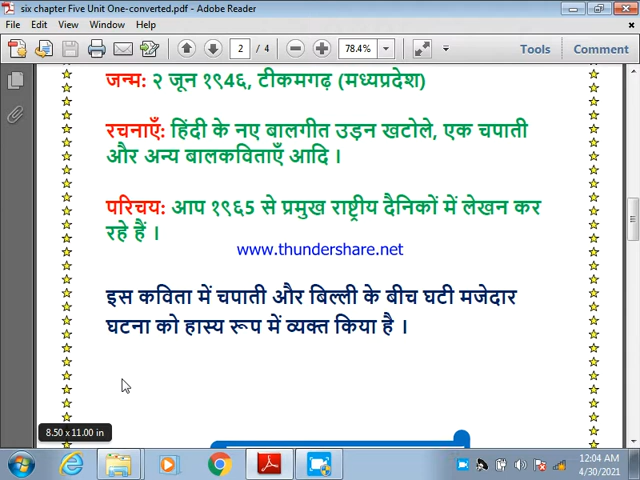 six chapter Five Unit One-converted.pdf - Adobe Reader
File Edit View Window Help
2 / 4 78.4% Tools Comment
जन्म: २ जून १९4६, टीकमगढ़ (मध्यप्रदेश)
रचनाएँ: हिंदी के नए बालगीत उड़न खटोले, एक चपाती
और अन्य बालकविताएँ आदि ।
परिचय: आप १९६5 से प्रमुख राष्ट्रीय दैनिकों में लेखन कर
रहे हैं ।
www.thundershare.net
इस कविता में चपाती और बिल्ली के बीच घटी मजेदार
घटना को हास्य रूप में व्यक्त किया है ।
8.50 x 11.00 in
12:04 AM
4/30/2021